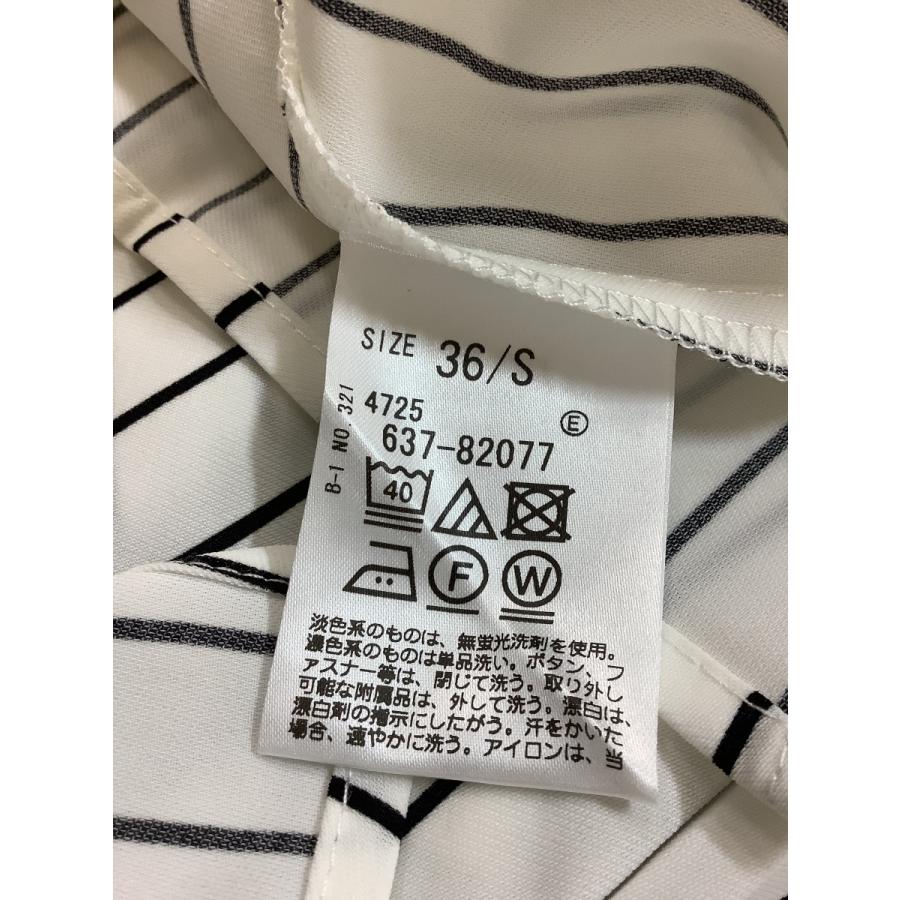 SIZE 36/S
B-1 NO. 321
4725
Ⓔ
637-82077
40
F W
淡色系のものは、無蛍光洗剤を使用。
濃色系のものは単品洗い。ボタン、フ
ァスナー等は、閉じて洗う。取り外し
可能な附属品は、外して洗う。漂白は、
漂白剤の指示にしたがう。汗をかいた
場合、速やかに洗う。アイロンは、当